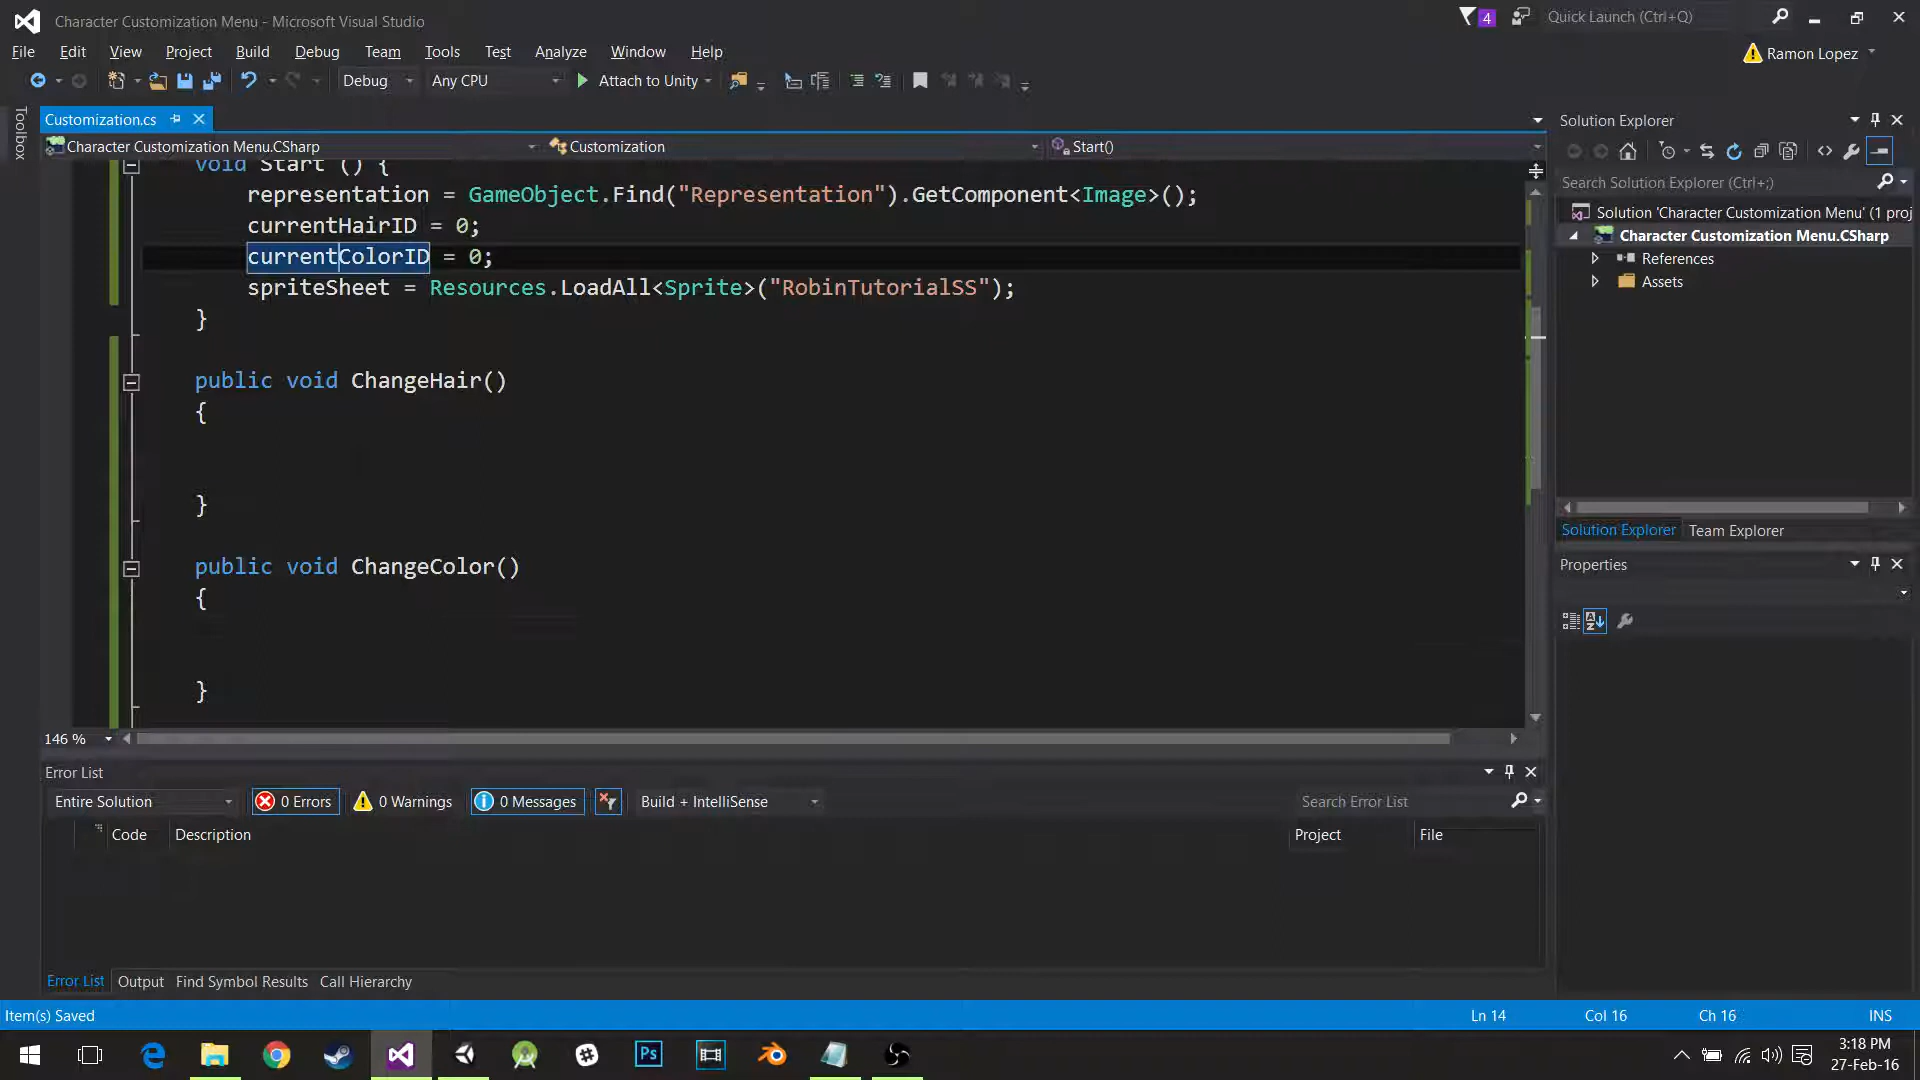 Character Customization Menu - Microsoft Visual Studio
4
Quick Launch (Ctrl+Q)
File Edit View Project Build Debug Team Tools Test Analyze Window Help
Ramon Lopez
Debug Any CPU Attach to Unity
Toolbox
Customization.cs
Character Customization Menu.CSharp Customization Start()
void Start () {
representation = GameObject.Find("Representation").GetComponent<Image>();
currentHairID = 0;
currentColorID = 0;
spriteSheet = Resources.LoadAll<Sprite>("RobinTutorialSS");
}
public void ChangeHair()
{
}
public void ChangeColor()
{
}
146 %
Solution Explorer
Search Solution Explorer (Ctrl+;)
Solution 'Character Customization Menu' (1 proj
Character Customization Menu.CSharp
References
Assets
Solution Explorer Team Explorer
Properties
Error List
Entire Solution 0 Errors 0 Warnings 0 Messages Build + IntelliSense Search Error List
Code Description Project File
Error List Output Find Symbol Results Call Hierarchy
Item(s) Saved Ln 14 Col 16 Ch 16 INS
Ps
3:18 PM
27-Feb-16